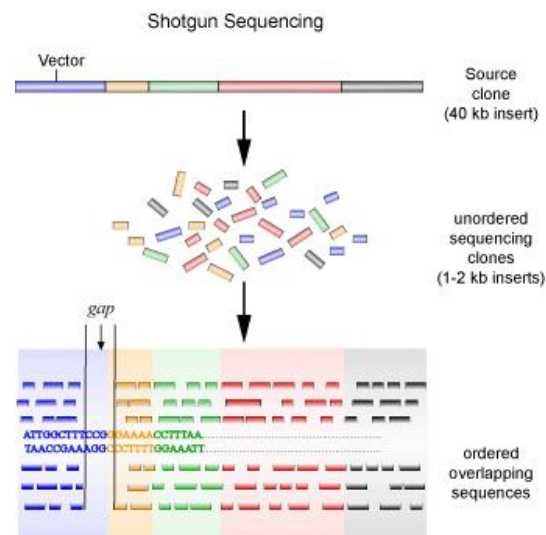 Shotgun Sequencing
Vector
Source
clone
(40 kb insert)
unordered
sequencing
clones
(1-2 kb inserts)
gap
ATTGGCTTTCCGGGAAAACCTTTAA
TAACCGAAAGGCCCTTTTGGAAATT
ordered
overlapping
sequences